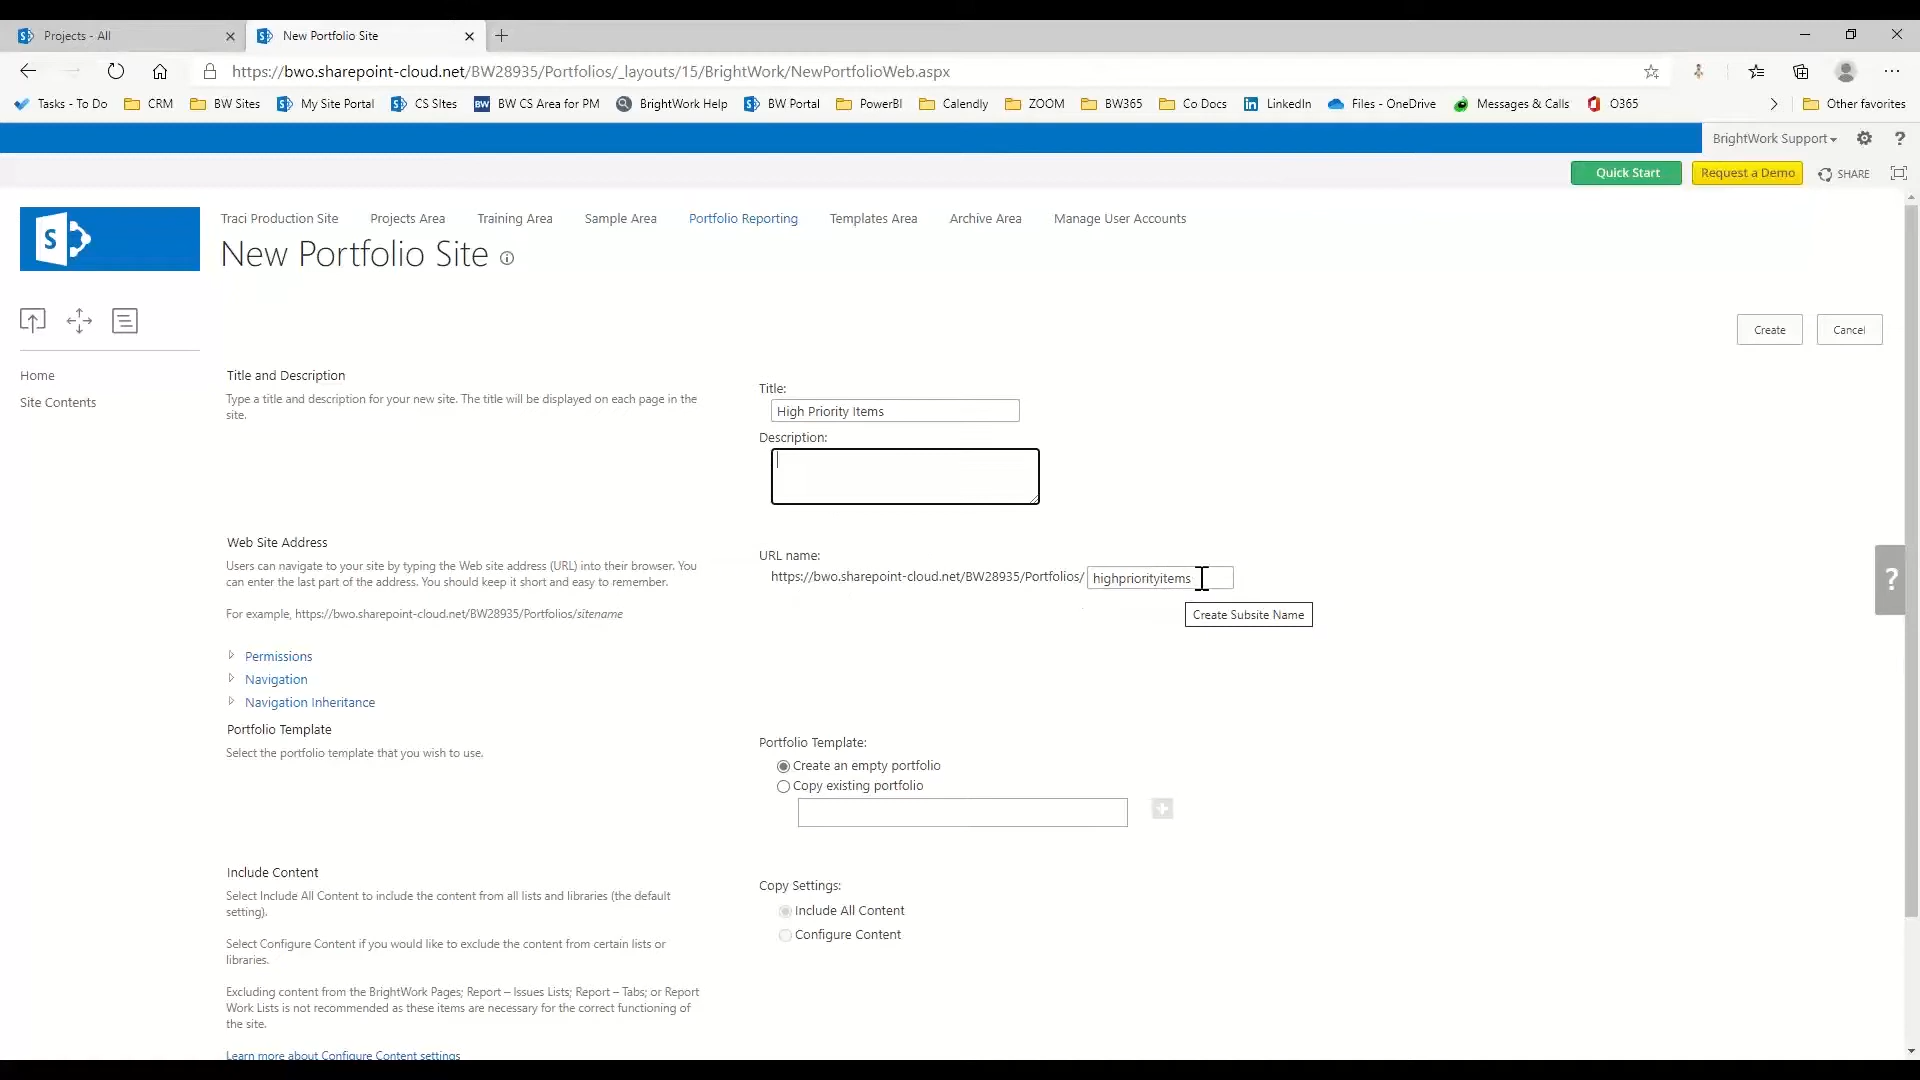 Projects - All
New Portfolio Site
https://bwo.sharepoint-cloud.net/BW28935/Portfolios/_layouts/15/BrightWork/NewPortfolioWeb.aspx
Tasks - To Do CRM BW Sites My Site Portal CS SItes BW CS Area for PM BrightWork Help BW Portal PowerBI Calendly ZOOM BW365 Co Docs LinkedIn Files - OneDrive Messages & Calls O365 Other favorites
BrightWork Support
?
Quick Start Request a Demo SHARE
Traci Production Site Projects Area Training Area Sample Area Portfolio Reporting Templates Area Archive Area Manage User Accounts
New Portfolio Site
Create Cancel
Home
Site Contents
Title and Description
Type a title and description for your new site. The title will be displayed on each page in the
site.
Title:
High Priority Items
Description:
Web Site Address
Users can navigate to your site by typing the Web site address (URL) into their browser. You
can enter the last part of the address. You should keep it short and easy to remember.
For example, https://bwo.sharepoint-cloud.net/BW28935/Portfolios/sitename
URL name:
https://bwo.sharepoint-cloud.net/BW28935/Portfolios/ highpriorityitems
Create Subsite Name
?
Permissions
Navigation
Navigation Inheritance
Portfolio Template
Select the portfolio template that you wish to use.
Portfolio Template:
Create an empty portfolio
Copy existing portfolio
Include Content
Select Include All Content to include the content from all lists and libraries (the default
setting).
Select Configure Content if you would like to exclude the content from certain lists or
libraries.
Excluding content from the BrightWork Pages; Report – Issues Lists; Report – Tabs; or Report
Work Lists is not recommended as these items are necessary for the correct functioning of
the site.
Learn more about Configure Content settings
Copy Settings:
Include All Content
Configure Content